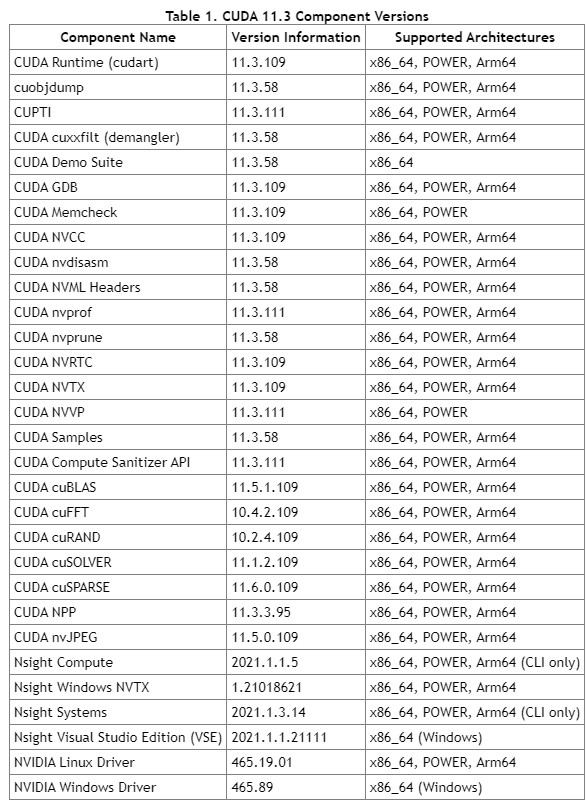 Table 1. CUDA 11.3 Component Versions
Component Name Version Information Supported Architectures
CUDA Runtime (cudart) 11.3.109 x86_64, POWER, Arm64
cuobjdump 11.3.58 x86_64, POWER, Arm64
CUPTI 11.3.111 x86_64, POWER, Arm64
CUDA cuxxfilt (demangler) 11.3.58 x86_64, POWER, Arm64
CUDA Demo Suite 11.3.58 x86_64
CUDA GDB 11.3.109 x86_64, POWER, Arm64
CUDA Memcheck 11.3.109 x86_64, POWER
CUDA NVCC 11.3.109 x86_64, POWER, Arm64
CUDA nvdisasm 11.3.58 x86_64, POWER, Arm64
CUDA NVML Headers 11.3.58 x86_64, POWER, Arm64
CUDA nvprof 11.3.111 x86_64, POWER, Arm64
CUDA nvprune 11.3.58 x86_64, POWER, Arm64
CUDA NVRTC 11.3.109 x86_64, POWER, Arm64
CUDA NVTX 11.3.109 x86_64, POWER, Arm64
CUDA NVVP 11.3.111 x86_64, POWER
CUDA Samples 11.3.58 x86_64, POWER, Arm64
CUDA Compute Sanitizer API 11.3.111 x86_64, POWER, Arm64
CUDA cuBLAS 11.5.1.109 x86_64, POWER, Arm64
CUDA cuFFT 10.4.2.109 x86_64, POWER, Arm64
CUDA cuRAND 10.2.4.109 x86_64, POWER, Arm64
CUDA cuSOLVER 11.1.2.109 x86_64, POWER, Arm64
CUDA cuSPARSE 11.6.0.109 x86_64, POWER, Arm64
CUDA NPP 11.3.3.95 x86_64, POWER, Arm64
CUDA nvJPEG 11.5.0.109 x86_64, POWER, Arm64
Nsight Compute 2021.1.1.5 x86_64, POWER, Arm64 (CLI only)
Nsight Windows NVTX 1.21018621 x86_64, POWER, Arm64
Nsight Systems 2021.1.3.14 x86_64, POWER, Arm64 (CLI only)
Nsight Visual Studio Edition (VSE) 2021.1.1.21111 x86_64 (Windows)
NVIDIA Linux Driver 465.19.01 x86_64, POWER, Arm64
NVIDIA Windows Driver 465.89 x86_64 (Windows)